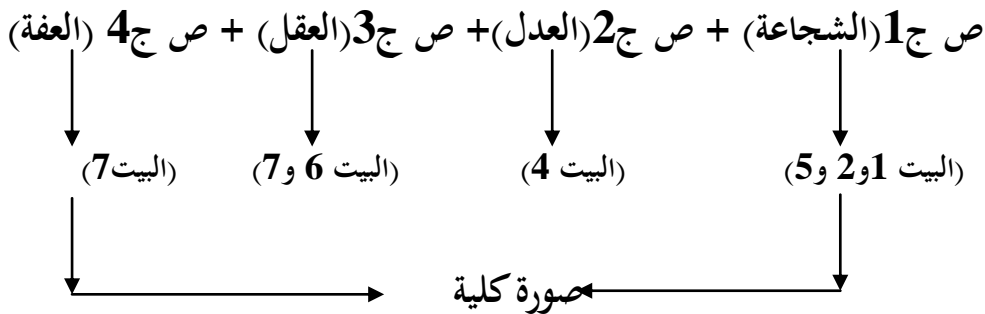 ص ج1(الشجاعة) + ص ج2(العدل)+ ص ج3(العقل) + ص ج4 (العفة)
(البيت 1و2 و5) (البيت 4) (البيت 6 و7) (البيت7)
صورة كلية